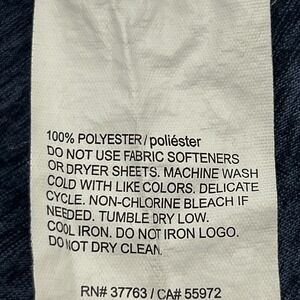 100% POLYESTER / poliéster
DO NOT USE FABRIC SOFTENERS
OR DRYER SHEETS. MACHINE WASH
COLD WITH LIKE COLORS. DELICATE
CYCLE. NON-CHLORINE BLEACH IF
NEEDED. TUMBLE DRY LOW.
COOL IRON. DO NOT IRON LOGO.
DO NOT DRY CLEAN.
RN# 37763 / CA# 55972